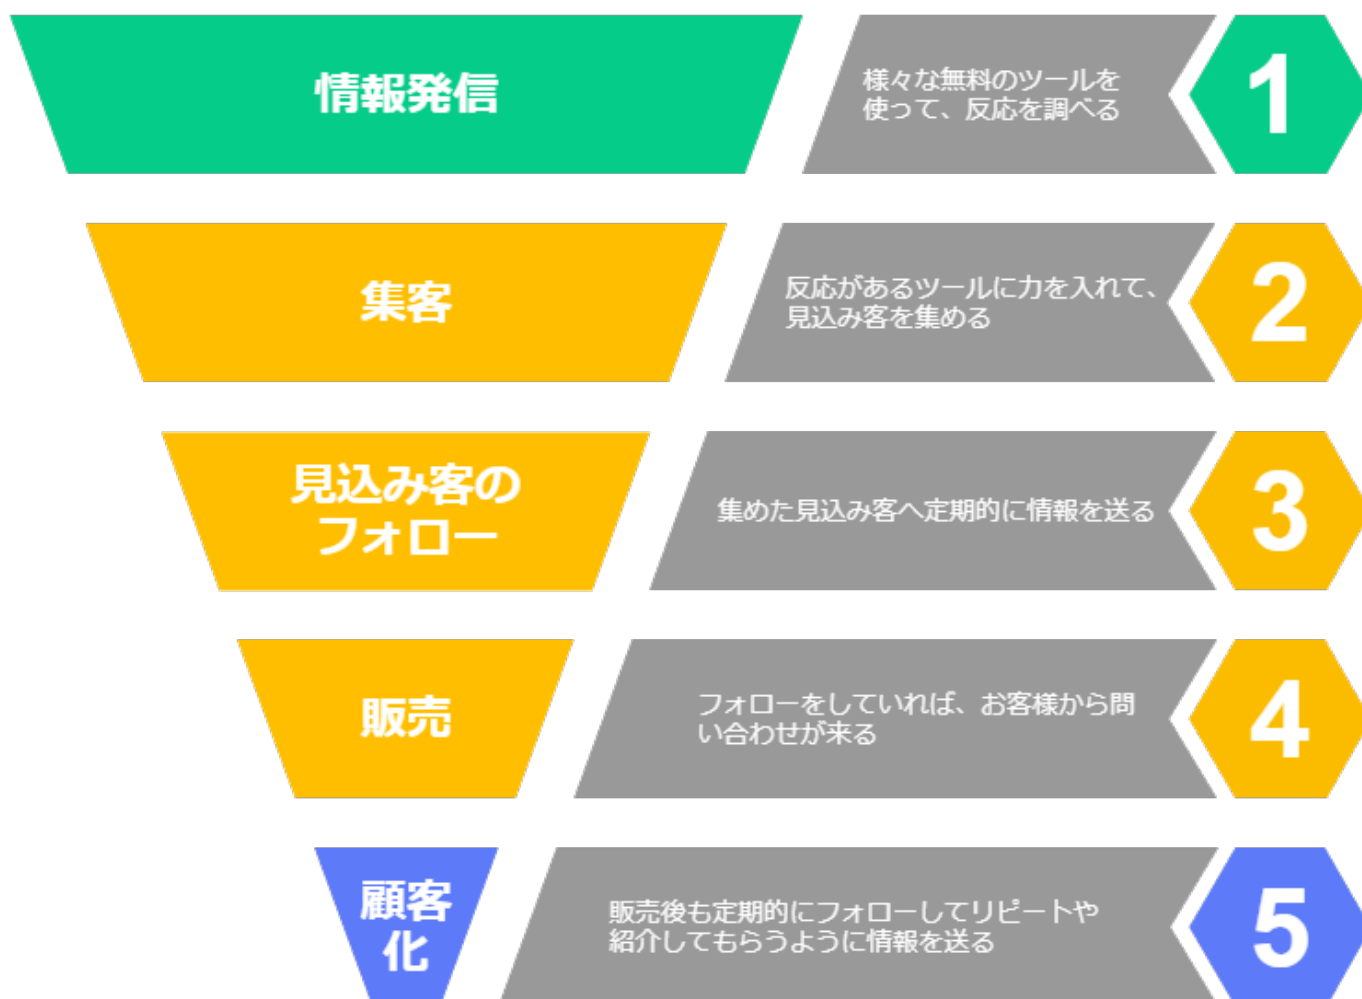 情報発信
様々な無料のツールを
使って、反応を調べる
1
集客
反応があるツールに力を入れて、
見込み客を集める
2
見込み客の
フォロー
集めた見込み客へ定期的に情報を送る
3
販売
フォローをしていれば、お客様から問
い合わせが来る
4
顧客
化
販売後も定期的にフォローしてリピートや
紹介してもらうように情報を送る
5